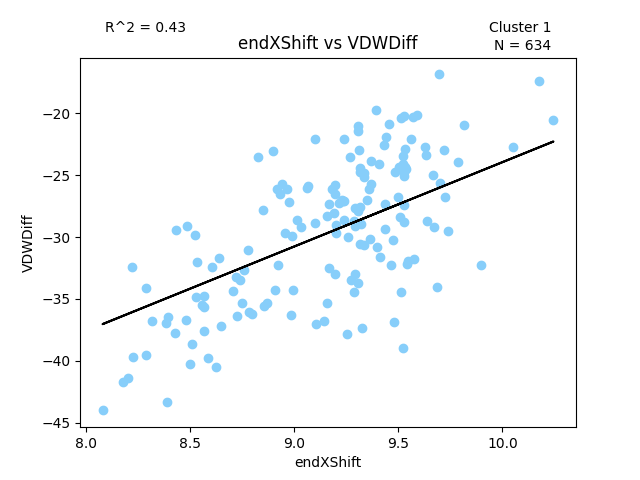 R^2 = 0.43
Cluster 1
N = 634
endXShift vs VDWDiff
VDWDiff
−20
−25
−30
−35
−40
−45
8.0 8.5 9.0 9.5 10.0
endXShift